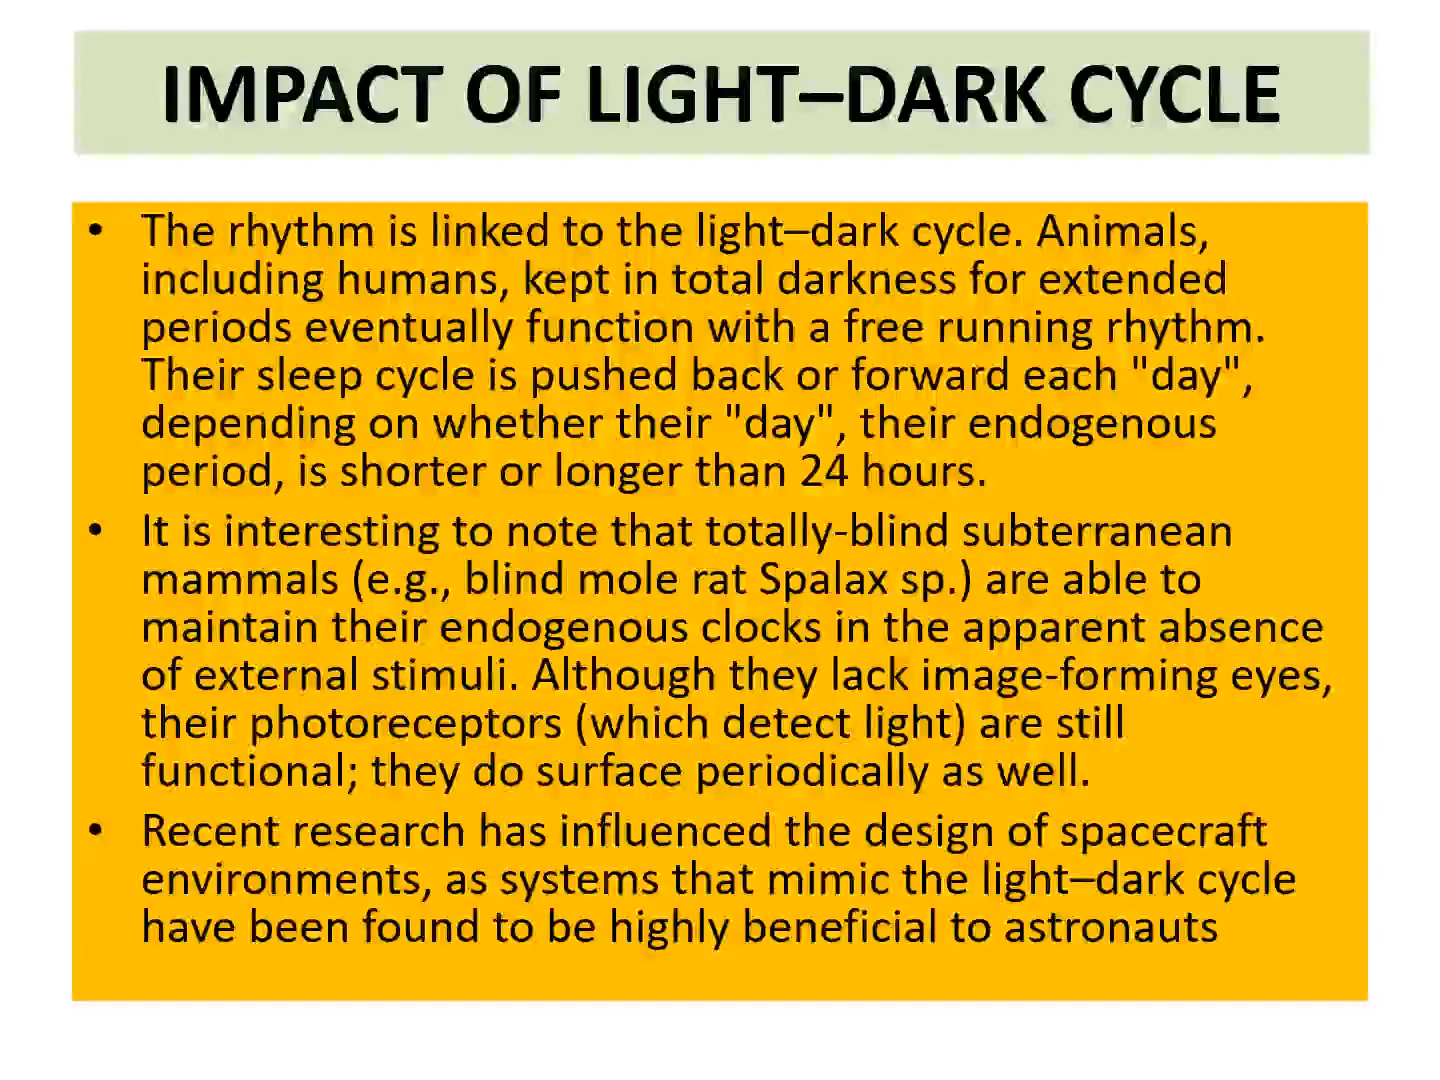 IMPACT OF LIGHT–DARK CYCLE
• The rhythm is linked to the light–dark cycle. Animals,
including humans, kept in total darkness for extended
periods eventually function with a free running rhythm.
Their sleep cycle is pushed back or forward each "day",
depending on whether their "day", their endogenous
period, is shorter or longer than 24 hours.
• It is interesting to note that totally-blind subterranean
mammals (e.g., blind mole rat Spalax sp.) are able to
maintain their endogenous clocks in the apparent absence
of external stimuli. Although they lack image-forming eyes,
their photoreceptors (which detect light) are still
functional; they do surface periodically as well.
• Recent research has influenced the design of spacecraft
environments, as systems that mimic the light–dark cycle
have been found to be highly beneficial to astronauts